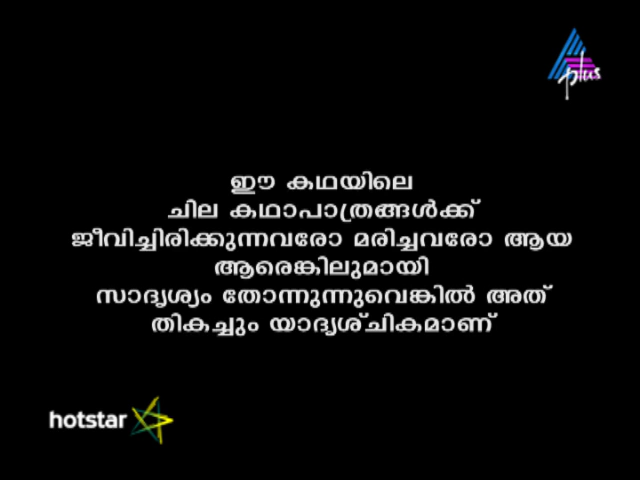 plus
ഈ കഥയിലെ
ചില കഥാപാത്രങ്ങൾക്ക്
ജീവിച്ചിരിക്കുന്നവരോ മരിച്ചവരോ ആയ
ആരെങ്കിലുമായി
സാദൃശ്യം തോന്നുന്നുവെങ്കിൽ അത്
തികച്ചും യാദൃശ്ചികമാണ്
hotstar